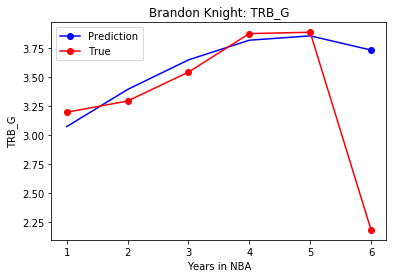 Brandon Knight: TRB_G
Prediction
True
TRB_G
3.75
3.50
3.25
3.00
2.75
2.50
2.25
1 2 3 4 5 6
Years in NBA